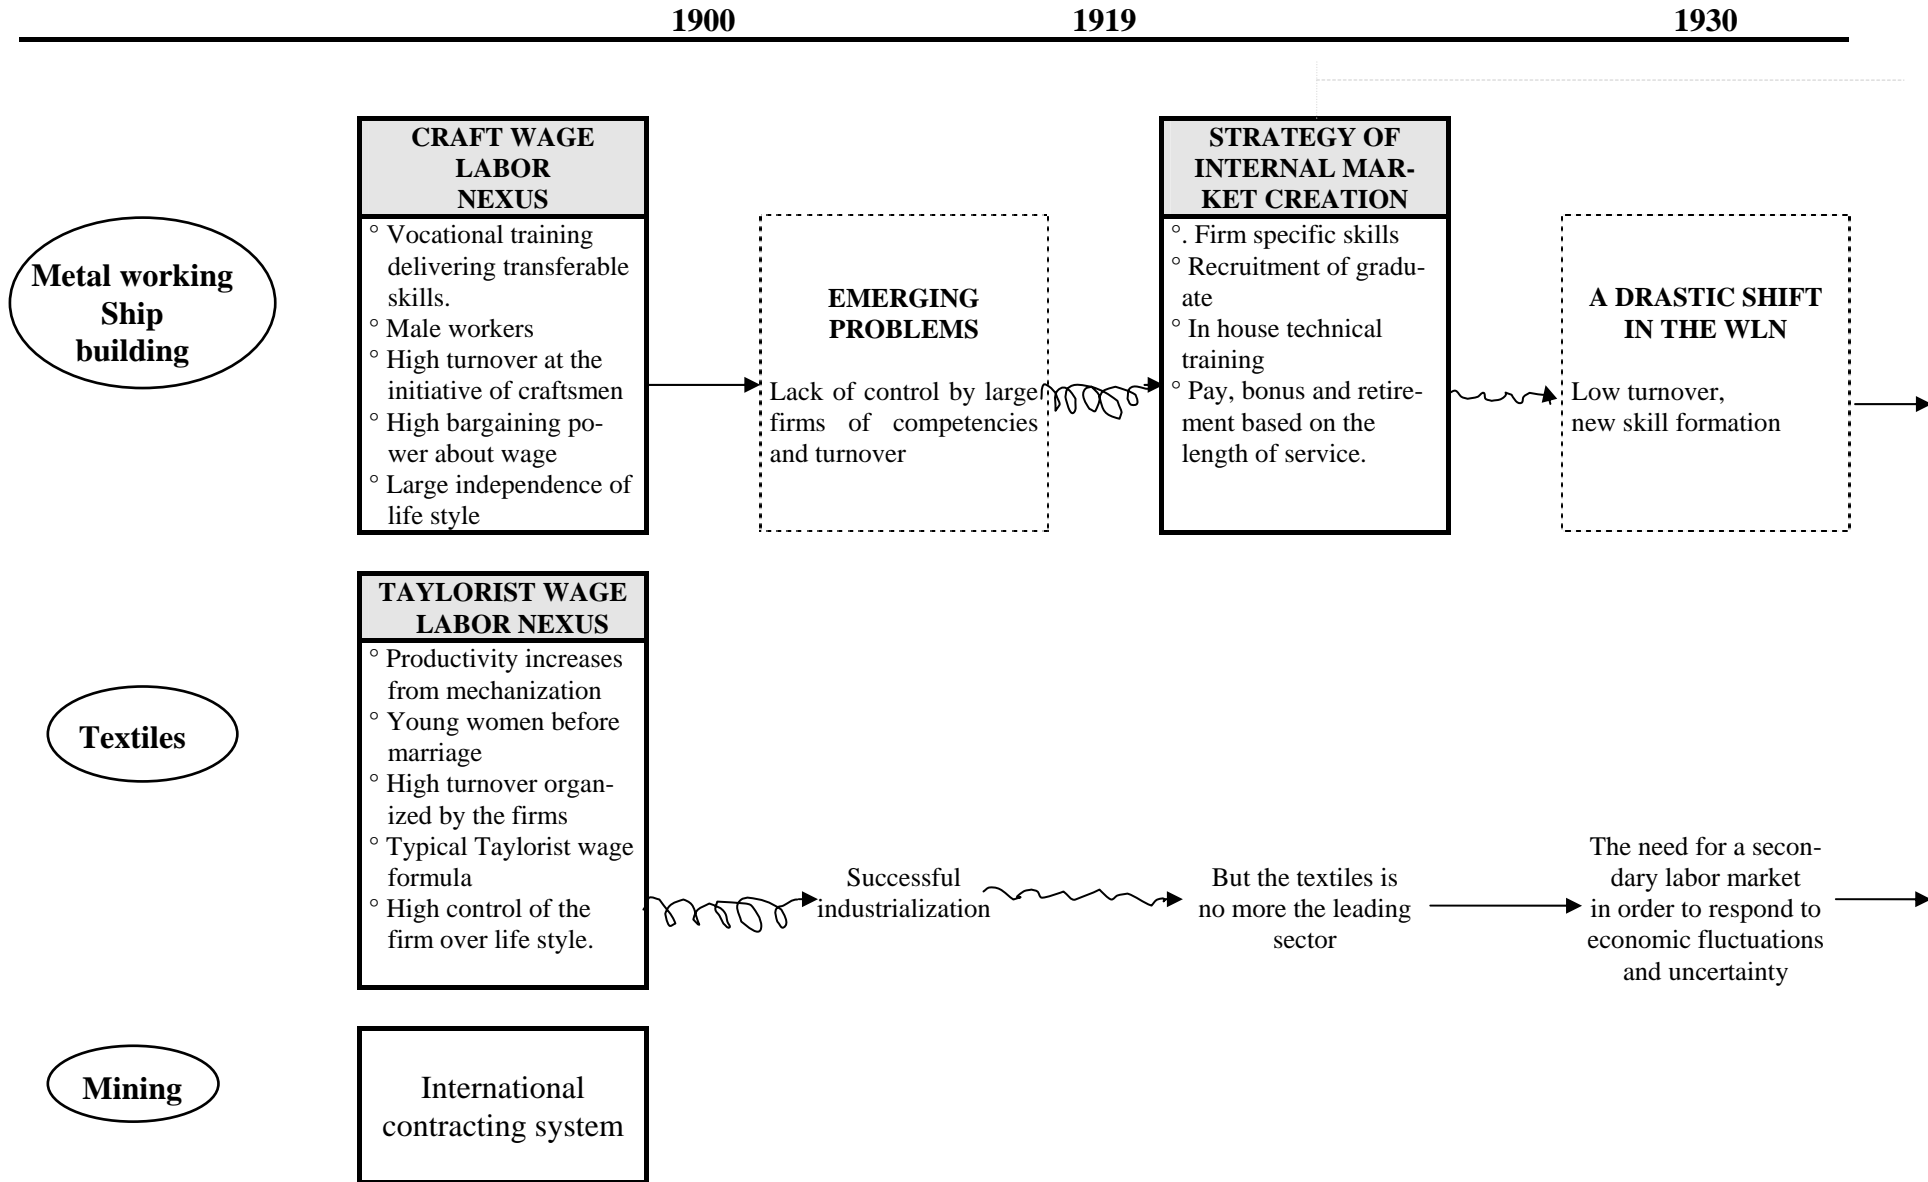 1900 1919 1930
Metal working
Ship
building
CRAFT WAGE
LABOR
NEXUS
° Vocational training
delivering transferable
skills.
° Male workers
° High turnover at the
initiative of craftsmen
° High bargaining po-
wer about wage
° Large independence of
life style
EMERGING
PROBLEMS
Lack of control by large
firms of competencies
and turnover
STRATEGY OF
INTERNAL MAR-
KET CREATION
°. Firm specific skills
° Recruitment of gradu-
ate
° In house technical
training
° Pay, bonus and retire-
ment based on the
length of service.
A DRASTIC SHIFT
IN THE WLN
Low turnover,
new skill formation
Textiles
TAYLORIST WAGE
LABOR NEXUS
° Productivity increases
from mechanization
° Young women before
marriage
° High turnover organ-
ized by the firms
° Typical Taylorist wage
formula
° High control of the
firm over life style.
Successful
industrialization
But the textiles is
no more the leading
sector
The need for a secon-
dary labor market
in order to respond to
economic fluctuations
and uncertainty
Mining
International
contracting system